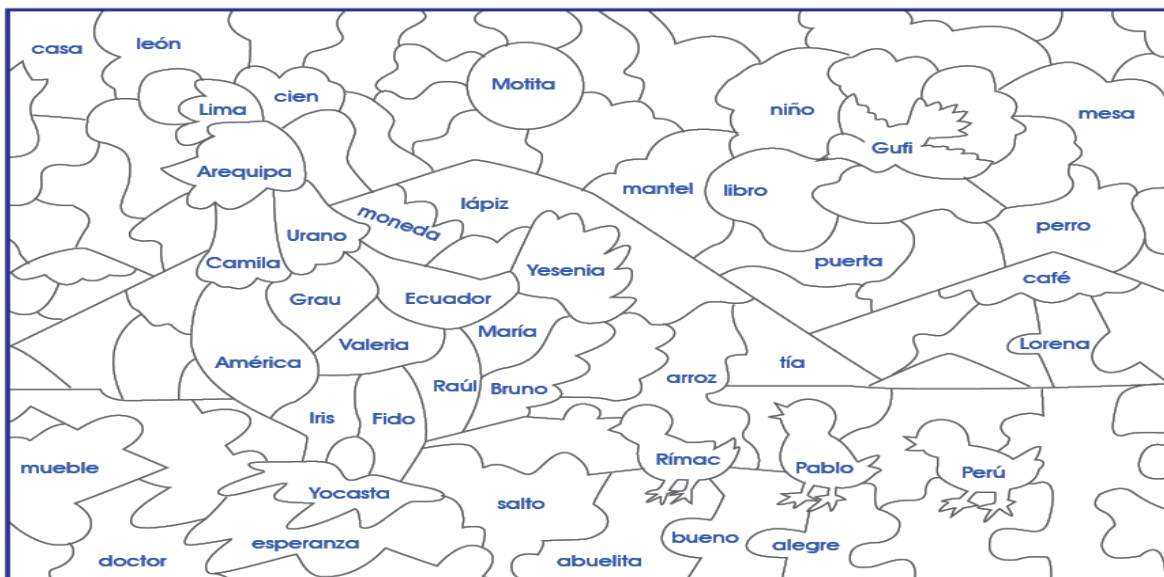 león
casa
Motita
cien
Lima
niño
mesa
Gufi
Arequipa
mantel
libro
lápiz
moneda
perro
Urano
puerta
Camila
Yesenia
café
Grau
Ecuador
María
Valeria
Lorena
América
tía
arroz
Raúl
Bruno
Iris
Fido
mueble
Rímac
Pablo
Perú
Yocasta
salto
bueno
esperanza
alegre
doctor
abuelita